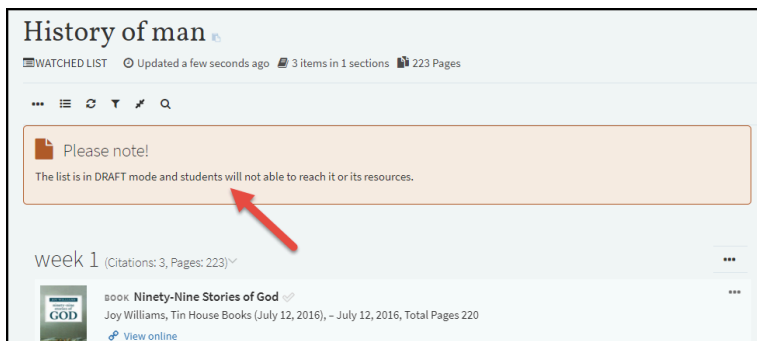 History of man
WATCHED LIST Updated a few seconds ago 3 items in 1 sections 223 Pages
Please note!
The list is in DRAFT mode and students will not able to reach it or its resources.
week 1 (Citations: 3, Pages: 223)
BOOK Ninety-Nine Stories of God
Joy Williams, Tin House Books (July 12, 2016), – July 12, 2016, Total Pages 220
View online
GOD